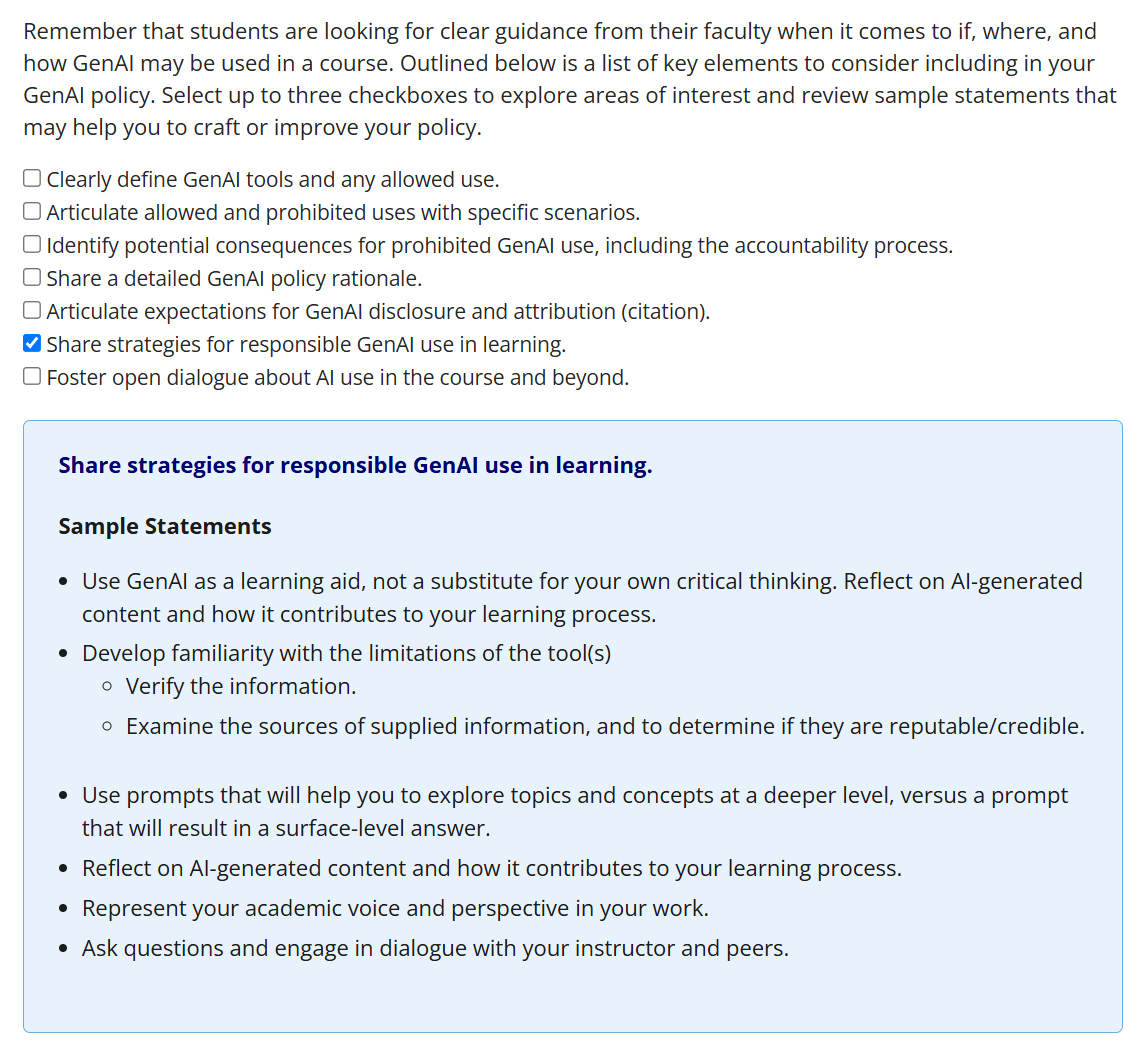 Remember that students are looking for clear guidance from their faculty when it comes to if, where, and
how GenAI may be used in a course. Outlined below is a list of key elements to consider including in your
GenAI policy. Select up to three checkboxes to explore areas of interest and review sample statements that
may help you to craft or improve your policy.
Clearly define GenAI tools and any allowed use.
Articulate allowed and prohibited uses with specific scenarios.
Identify potential consequences for prohibited GenAI use, including the accountability process.
Share a detailed GenAI policy rationale.
Articulate expectations for GenAI disclosure and attribution (citation).
Share strategies for responsible GenAI use in learning.
Foster open dialogue about AI use in the course and beyond.
Share strategies for responsible GenAI use in learning.
Sample Statements
• Use GenAI as a learning aid, not a substitute for your own critical thinking. Reflect on AI-generated
content and how it contributes to your learning process.
• Develop familiarity with the limitations of the tool(s)
◦ Verify the information.
◦ Examine the sources of supplied information, and to determine if they are reputable/credible.
• Use prompts that will help you to explore topics and concepts at a deeper level, versus a prompt
that will result in a surface-level answer.
• Reflect on AI-generated content and how it contributes to your learning process.
• Represent your academic voice and perspective in your work.
• Ask questions and engage in dialogue with your instructor and peers.